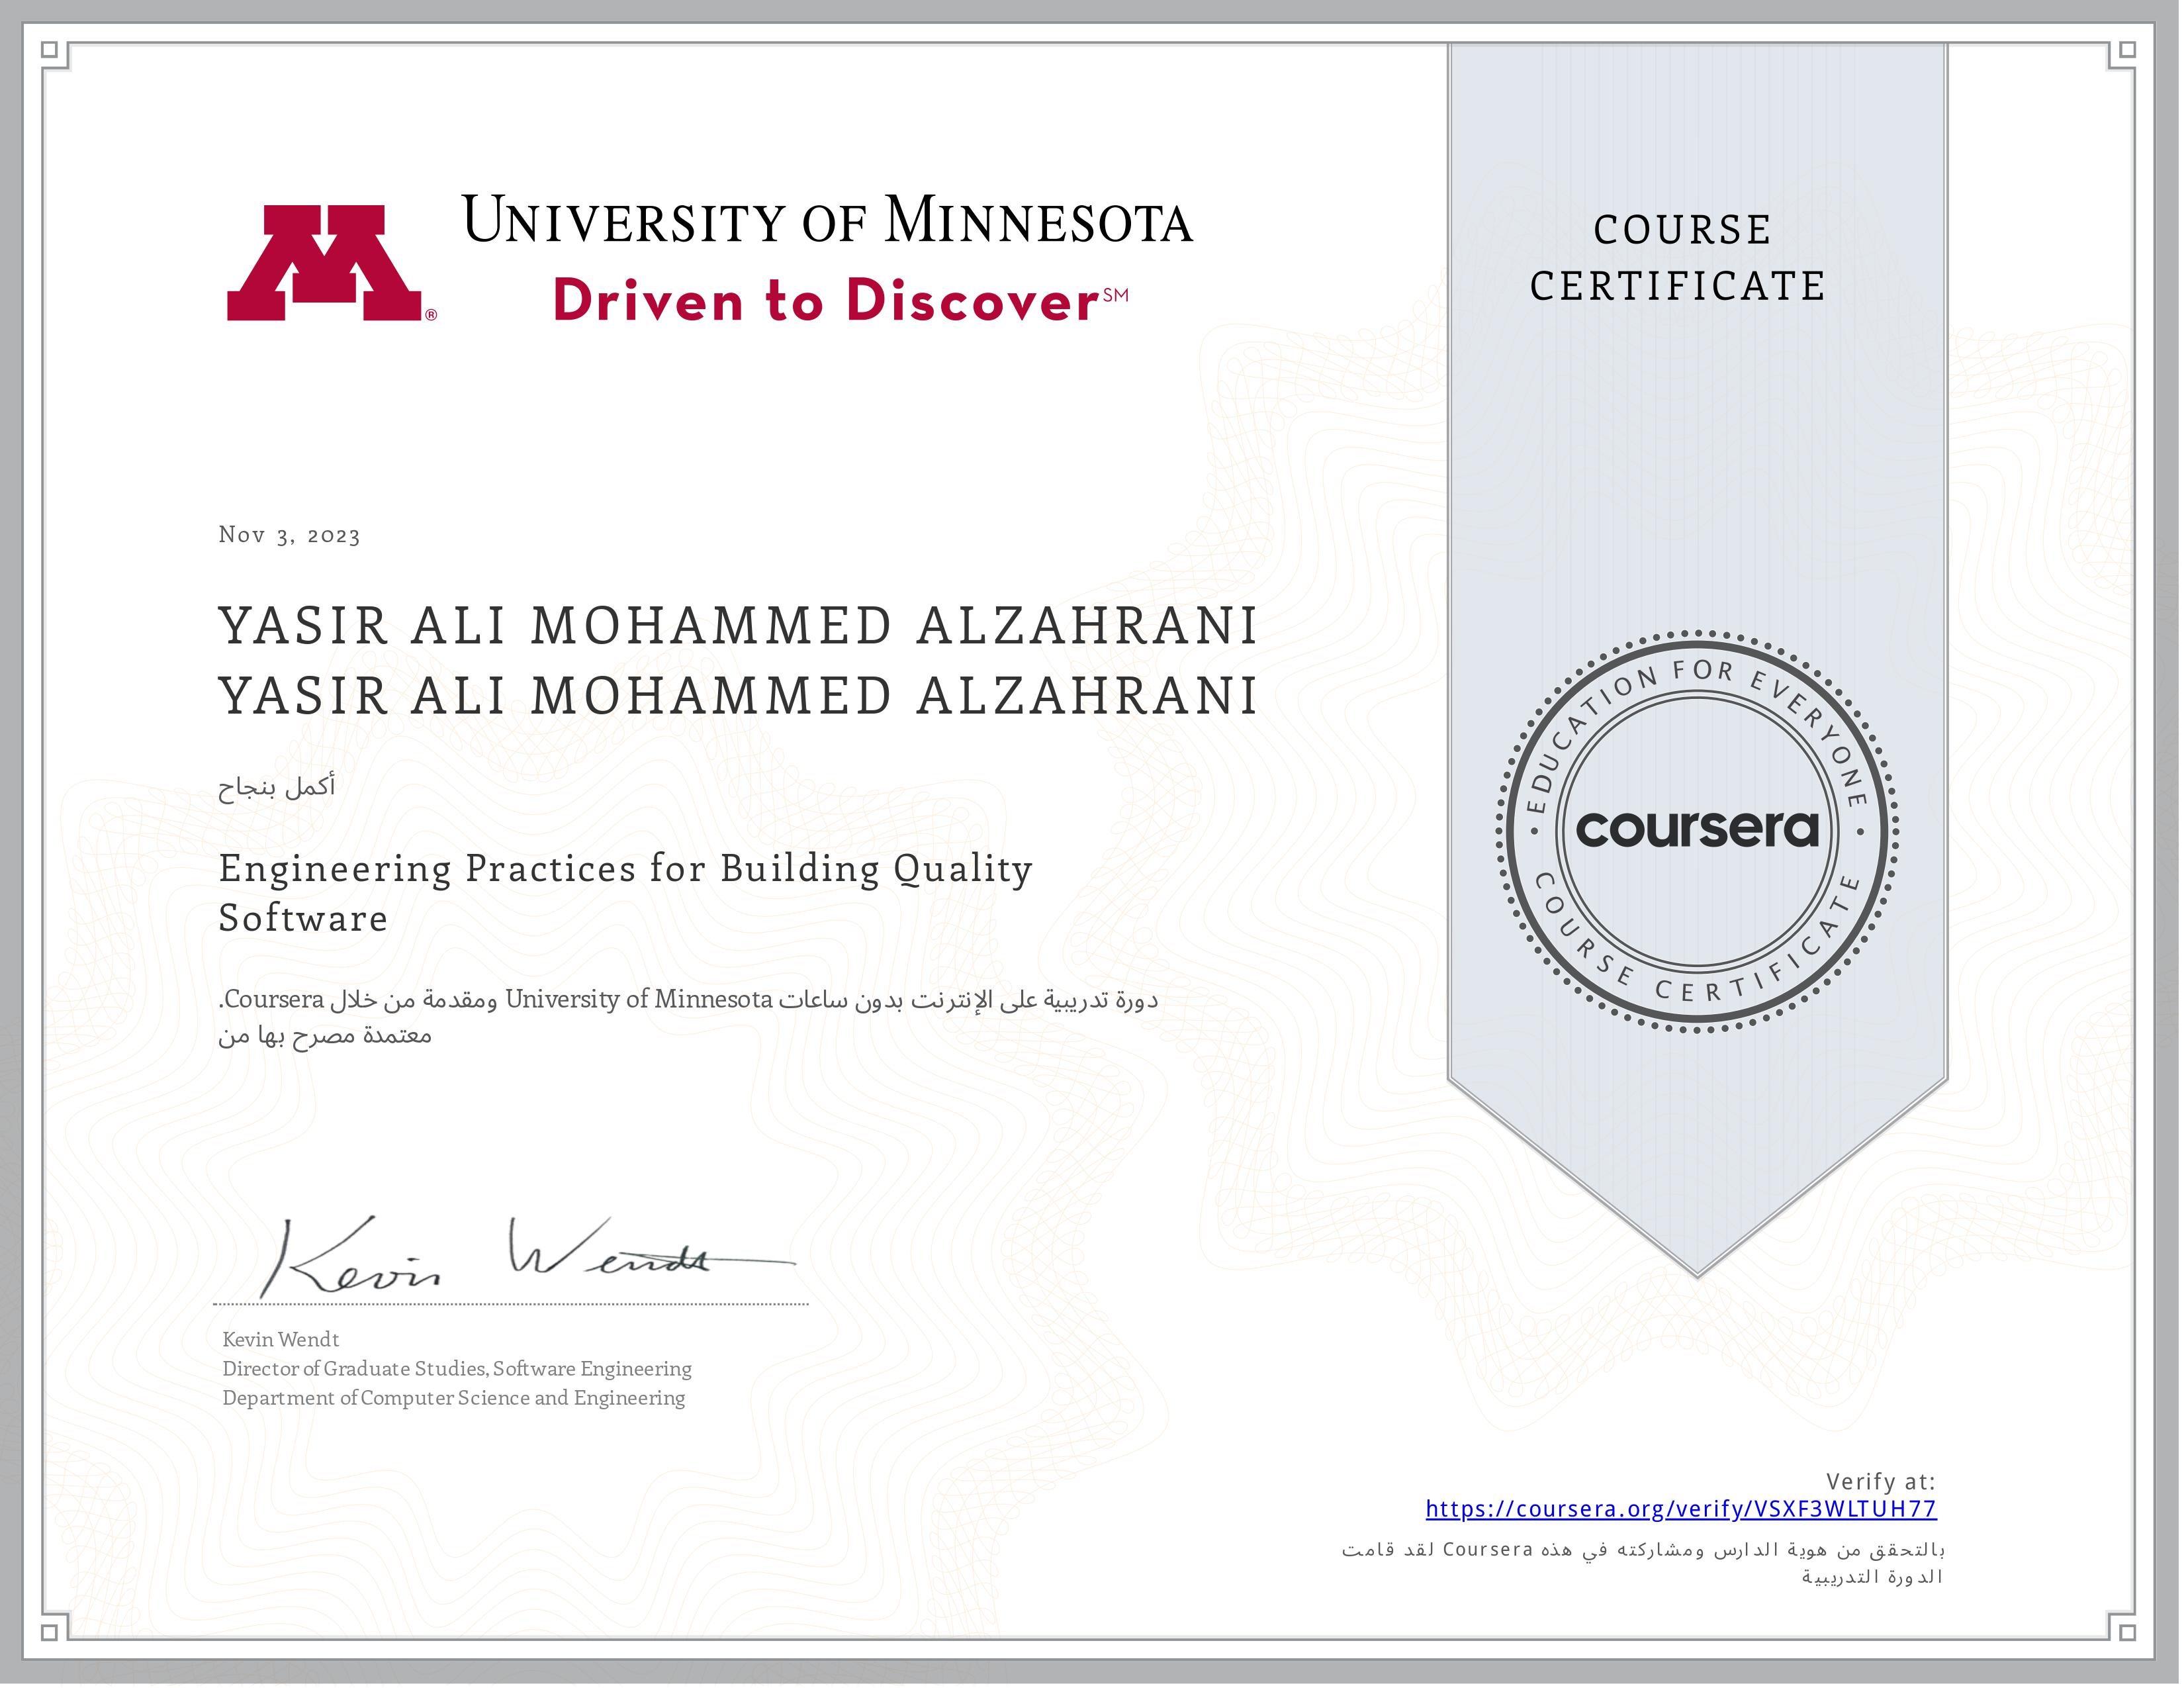 UNIVERSITY OF MINNESOTA
Driven to Discover℠
®
COURSE
CERTIFICATE
Nov 3, 2023
YASIR ALI MOHAMMED ALZAHRANI
YASIR ALI MOHAMMED ALZAHRANI
أكمل بنجاح
Engineering Practices for Building Quality
Software
دورة تدريبية على الإنترنت بدون ساعات University of Minnesota ومقدمة من خلال Coursera.
معتمدة مصرح بها من
EDUCATION FOR EVERYONE
coursera
COURSE CERTIFICATE
Kevin Wendt
Kevin Wendt
Director of Graduate Studies, Software Engineering
Department of Computer Science and Engineering
Verify at:
https://coursera.org/verify/VSXF3WLTUH77
بالتحقق من هوية الدارس ومشاركته في هذه Coursera لقد قامت
الدورة التدريبية